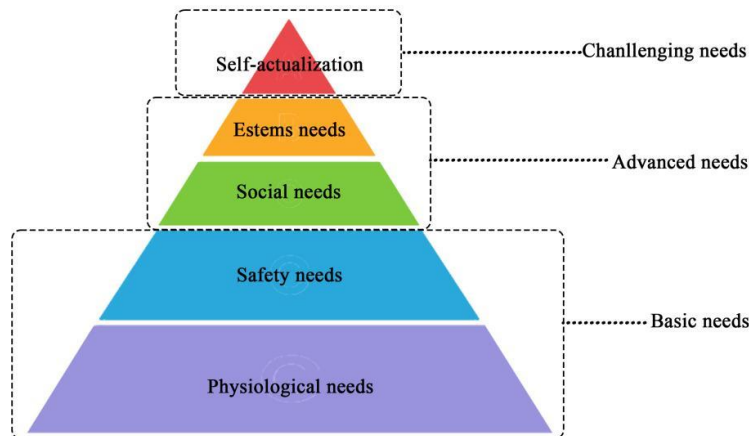 Self-actualization
Chanllenging needs
Estems needs
Advanced needs
Social needs
Safety needs
Basic needs
Physiological needs